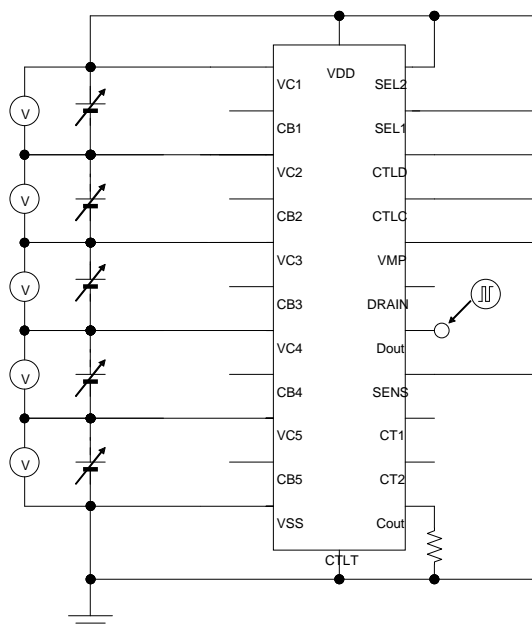 VDD
VC1 SEL2
V
CB1 SEL1
VC2 CTLD
V
CB2 CTLC
VC3 VMP
V
CB3 DRAIN
VC4 Dout
V
CB4 SENS
VC5 CT1
V
CB5 CT2
VSS Cout
CTLT